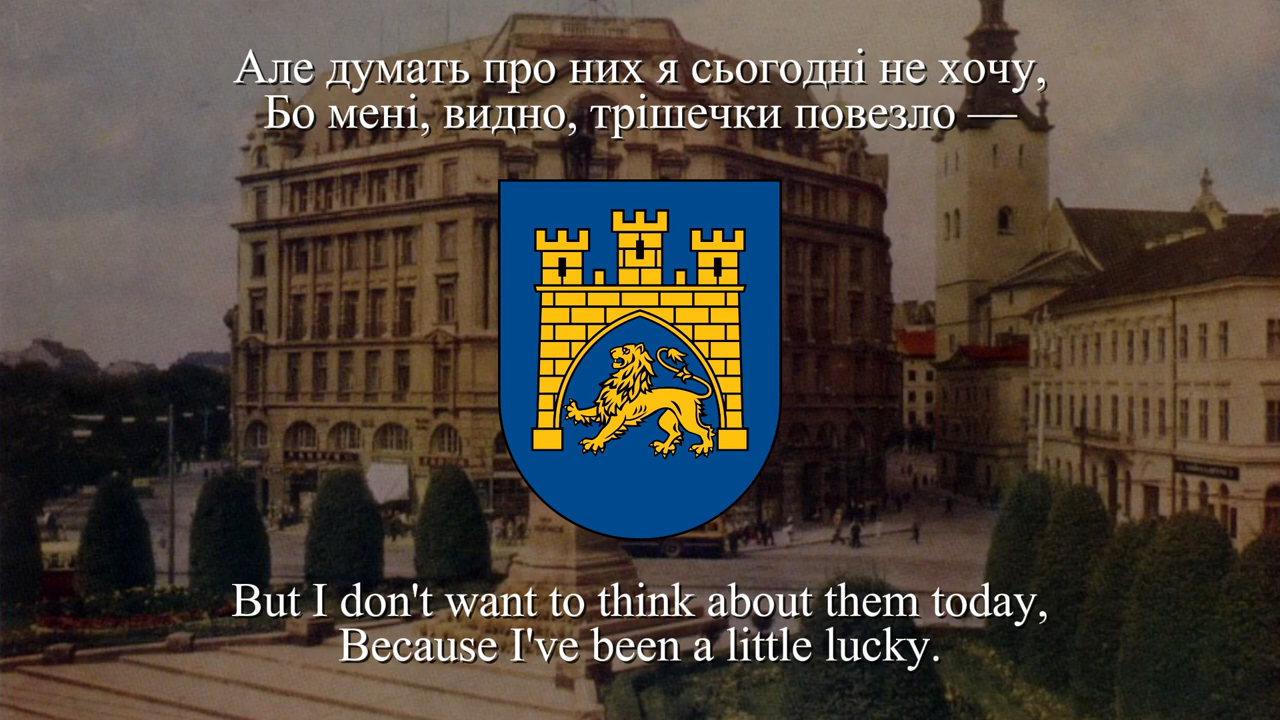 Але думать про них я сьогодні не хочу,
Бо мені, видно, трішечки повезло —
But I don't want to think about them today,
Because I've been a little lucky.